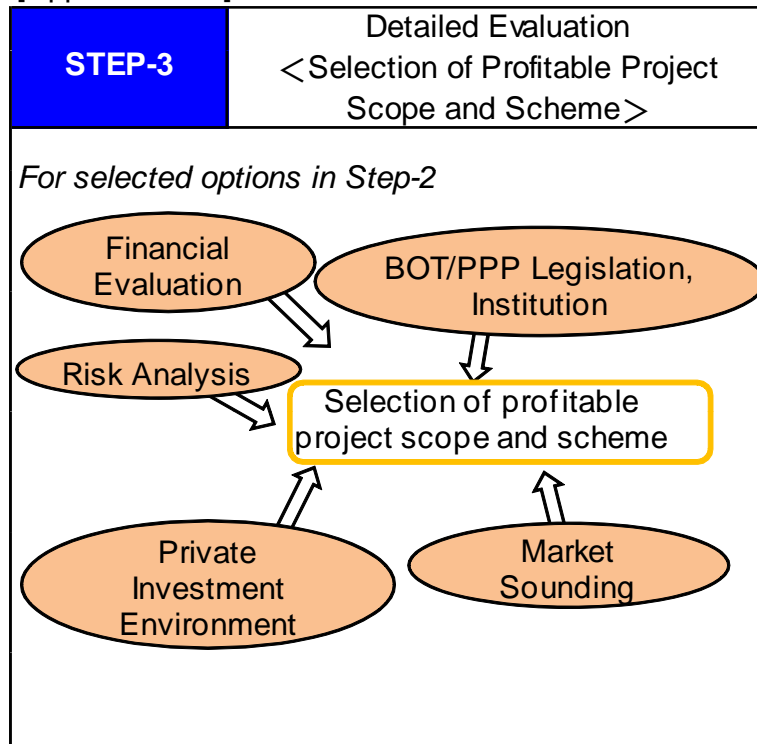 STEP-3
Detailed Evaluation
<Selection of Profitable Project
Scope and Scheme>
For selected options in Step-2
Financial
Evaluation
BOT/PPP Legislation,
Institution
Risk Analysis
Selection of profitable
project scope and scheme
Private
Investment
Environment
Market
Sounding